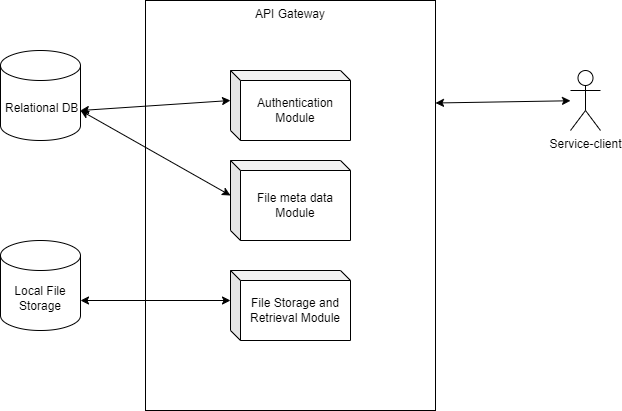 API Gateway
Relational DB
Authentication
Module
Service-client
File meta data
Module
Local File
Storage
File Storage and
Retrieval Module